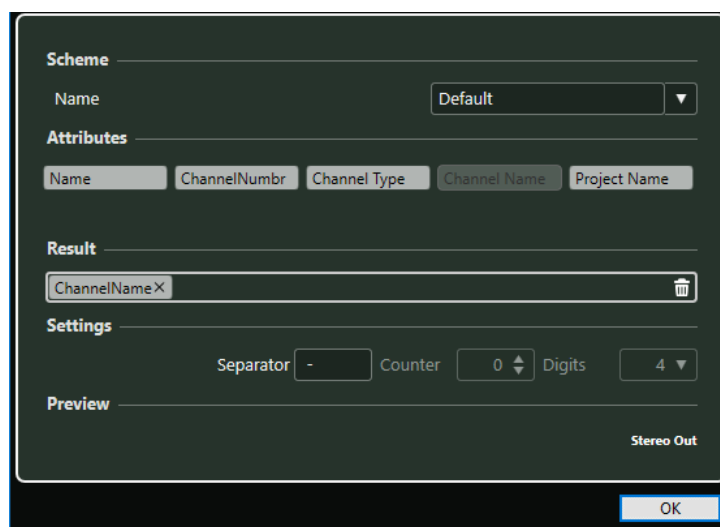 Scheme
Name Default
Attributes
Name ChannelNumbr Channel Type Channel Name Project Name
Result
ChannelName×
Settings
Separator - Counter 0 Digits 4
Preview
Stereo Out
OK